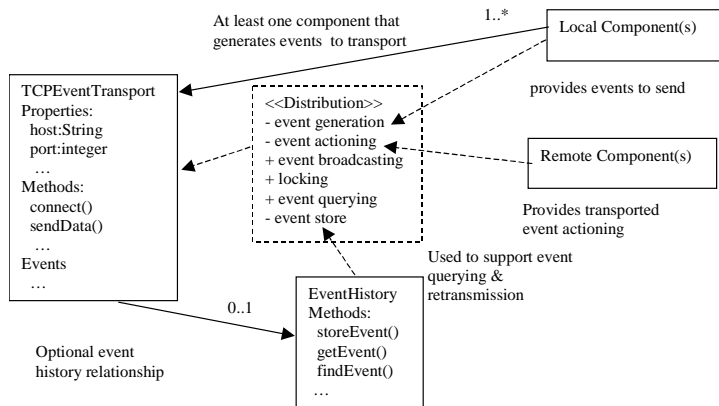 At least one component that
generates events  to transport
1..*
Local Component(s)
provides events to send
TCPEventTransport
Properties:
host:String
port:integer
…
Methods:
connect()
sendData()
…
Events
…
<<Distribution>>
- event generation
- event actioning
+ event broadcasting
+ locking
+ event querying
- event store
Remote Component(s)
Provides transported
event actioning
Used to support event
querying &
retransmission
0..1
EventHistory
Methods:
storeEvent()
getEvent()
findEvent()
…
Optional event
history relationship